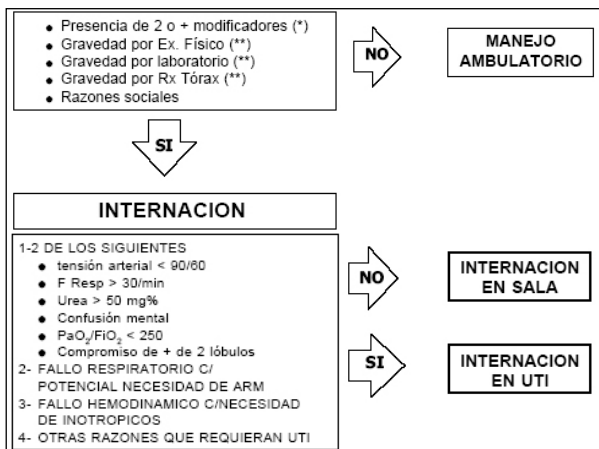 ● Presencia de 2 o + modificadores (*)
● Gravedad por Ex. Físico (**)
● Gravedad por laboratorio (**)
● Gravedad por Rx Tórax (**)
● Razones sociales
NO
MANEJO
AMBULATORIO
SI
INTERNACION
1-2 DE LOS SIGUIENTES
● tensión arterial < 90/60
● F Resp > 30/min
● Urea > 50 mg%
● Confusión mental
● PaO₂/FiO₂ < 250
● Compromiso de + de 2 lóbulos
2- FALLO RESPIRATORIO C/
POTENCIAL NECESIDAD DE ARM
3- FALLO HEMODINAMICO C/NECESIDAD
DE INOTROPICOS
4- OTRAS RAZONES QUE REQUIERAN UTI
NO
INTERNACION
EN SALA
SI
INTERNACION
EN UTI